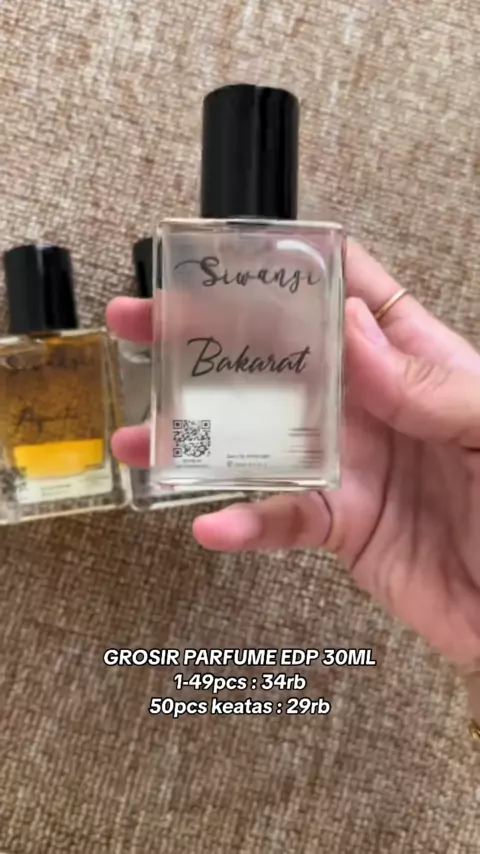 Siwangi
Bakarat
GROSIR PARFUME EDP 30ML
1-49pcs : 34rb
50pcs keatas : 29rb